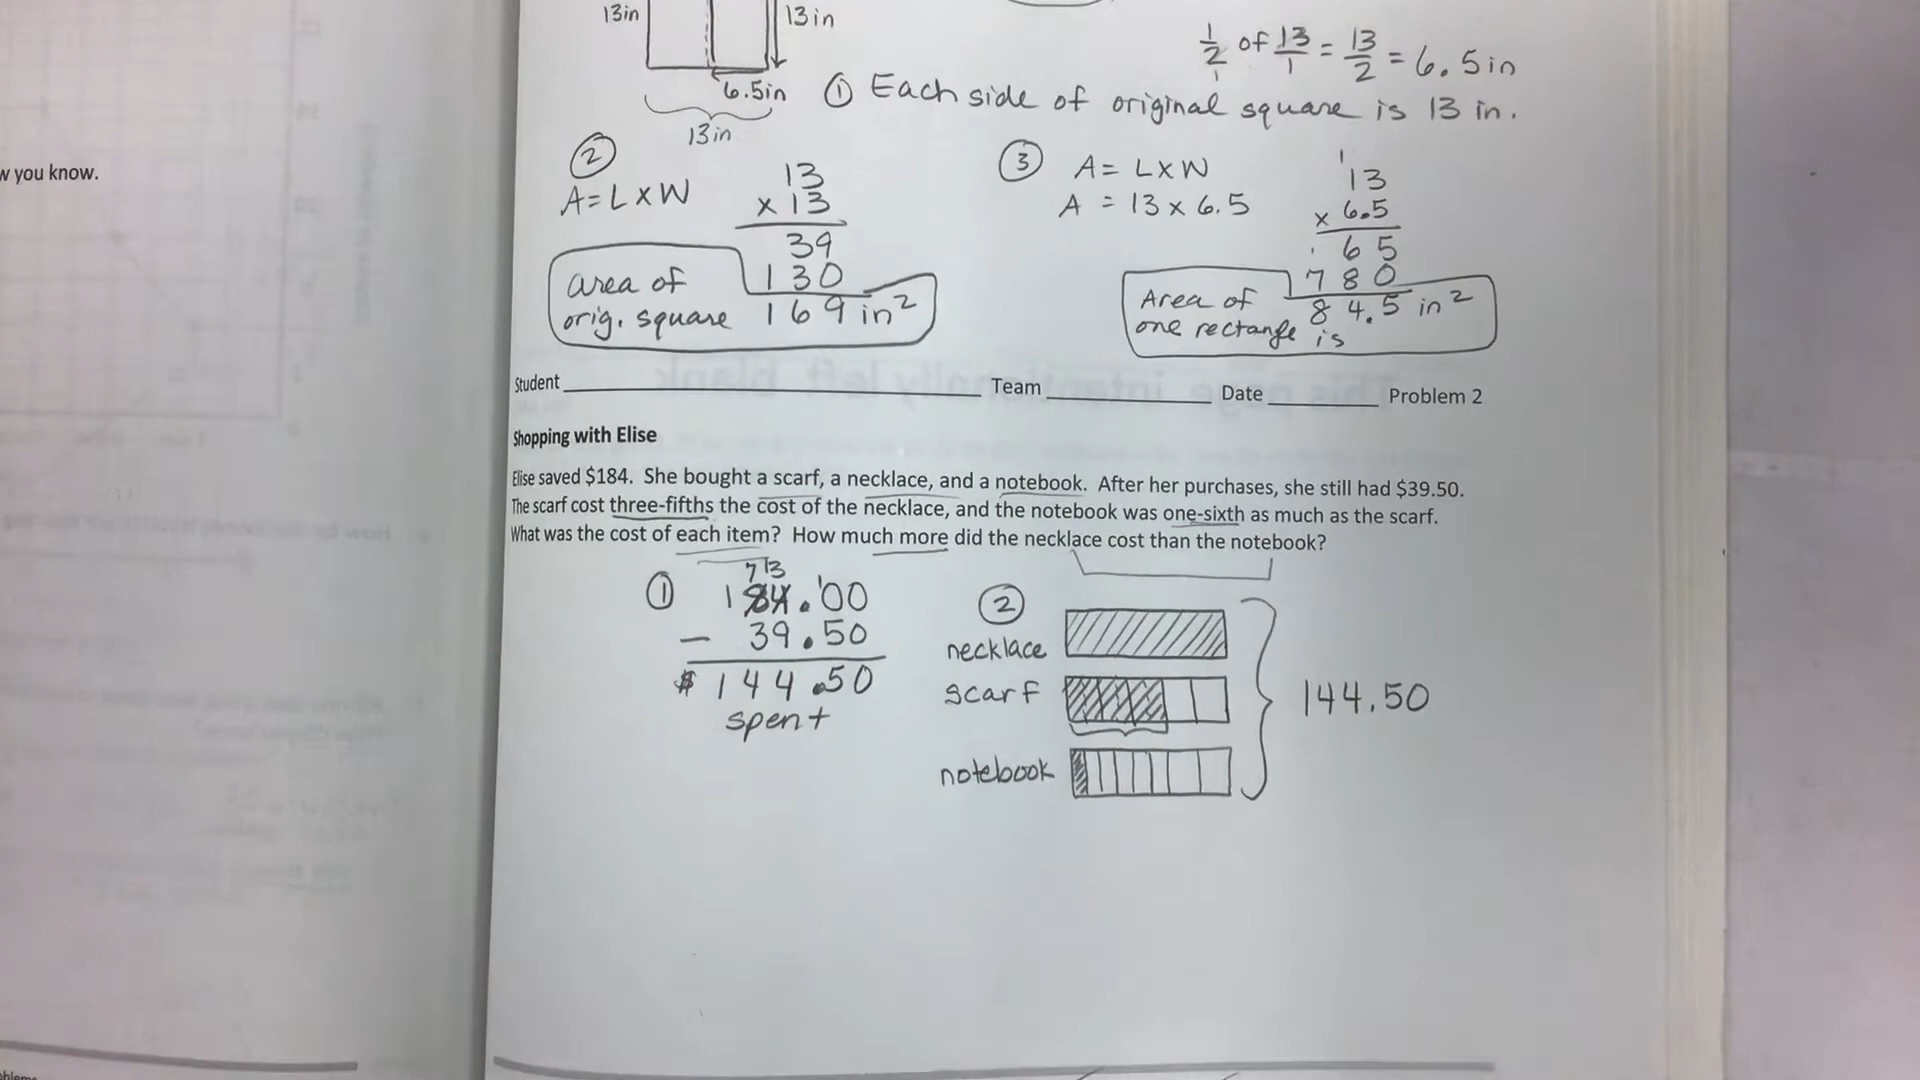 13in
13in
6.5in
13in
1/2 of 13/1 = 13/2 = 6.5in
① Each side of original square is 13 in.
②
A=LXW
13
x 13
39
130
169 in²
area of
orig. square
③ A= LXW
A = 13 x 6.5
1
13
x 6.5
65
780
84.5 in²
Area of
one rectangle is
w you know.
Student Team Date Problem 2
Shopping with Elise
Elise saved $184. She bought a scarf, a necklace, and a notebook. After her purchases, she still had $39.50.
The scarf cost three-fifths the cost of the necklace, and the notebook was one-sixth as much as the scarf.
What was the cost of each item? How much more did the necklace cost than the notebook?
①
7 13
184.'00
- 39.50
$144.50
spent
②
necklace
scarf
notebook
144.50